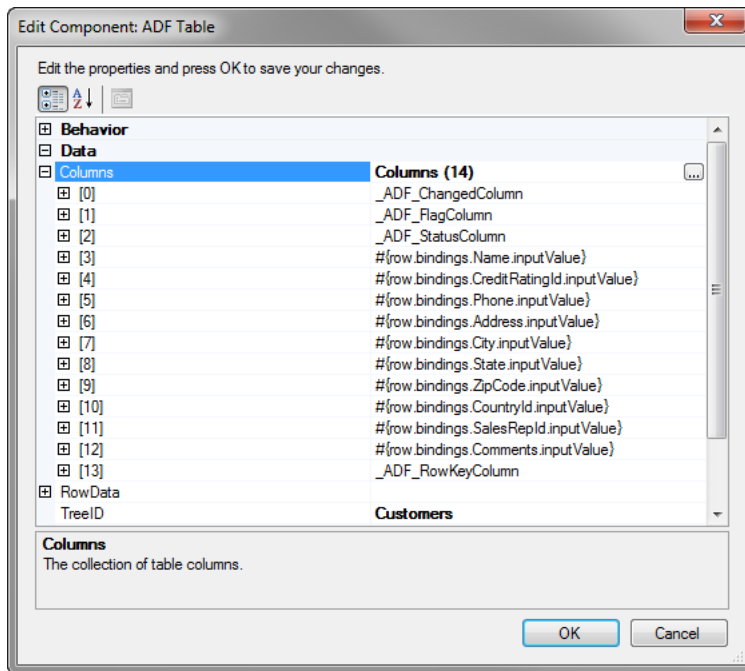 Edit Component: ADF Table
Edit the properties and press OK to save your changes.
Behavior
Data
Columns Columns (14) ...
[0] _ADF_ChangedColumn
[1] _ADF_FlagColumn
[2] _ADF_StatusColumn
[3] #{row.bindings.Name.inputValue}
[4] #{row.bindings.CreditRatingId.inputValue}
[5] #{row.bindings.Phone.inputValue}
[6] #{row.bindings.Address.inputValue}
[7] #{row.bindings.City.inputValue}
[8] #{row.bindings.State.inputValue}
[9] #{row.bindings.ZipCode.inputValue}
[10] #{row.bindings.CountryId.inputValue}
[11] #{row.bindings.SalesRepId.inputValue}
[12] #{row.bindings.Comments.inputValue}
[13] _ADF_RowKeyColumn
RowData
TreeID Customers
Columns
The collection of table columns.
OK Cancel